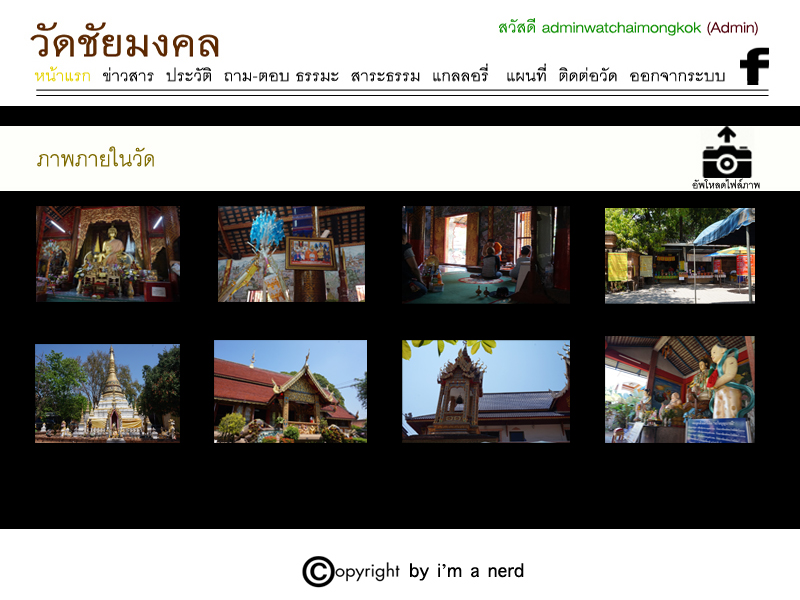 วัดชัยมงคล
สวัสดี adminwatchaimongkok (Admin)
หน้าแรก ข่าวสาร ประวัติ ถาม-ตอบ ธรรมะ สาระธรรม แกลลอรี่ แผนที่ ติดต่อวัด ออกจากระบบ
f
ภาพภายในวัด
อัพโหลดไฟล์ภาพ
©opyright by i'm a nerd